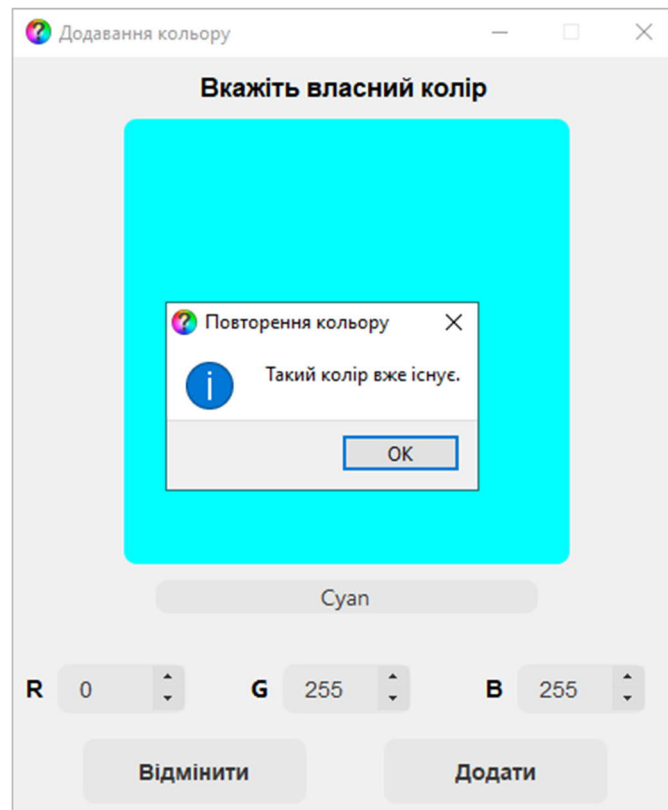 Додавання кольору
Вкажіть власний колір
Повторення кольору
Такий колір вже існує.
OK
Cyan
R 0 G 255 B 255
Відмінити Додати